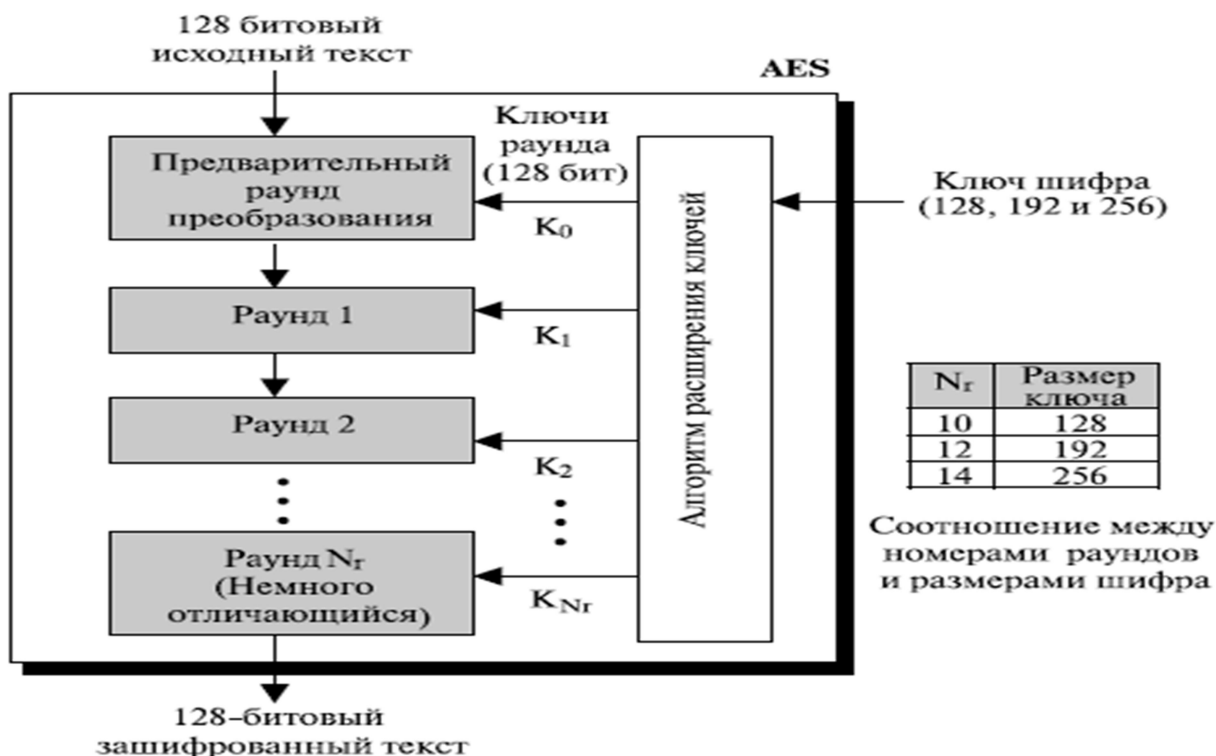 128 битовый
исходный текст
AES
Ключи
раунда
(128 бит)
Предварительный
раунд
преобразования
K0
Ключ шифра
(128, 192 и 256)
Алгоритм расширения ключей
Раунд 1
K1
Раунд 2
K2
Раунд Nr
(Немного
отличающийся)
KNr
128-битовый
зашифрованный текст
Nr Размер
ключа
10 128
12 192
14 256
Соотношение между
номерами раундов
и размерами шифра